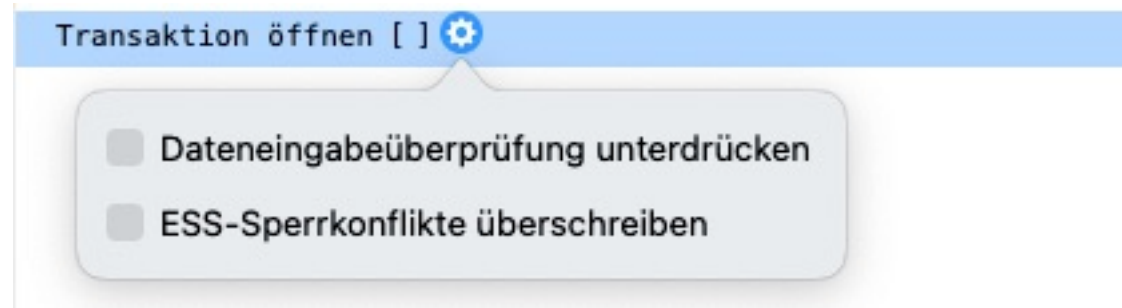 Transaktion öffnen [ ]
Dateneingabeüberprüfung unterdrücken
ESS-Sperrkonflikte überschreiben